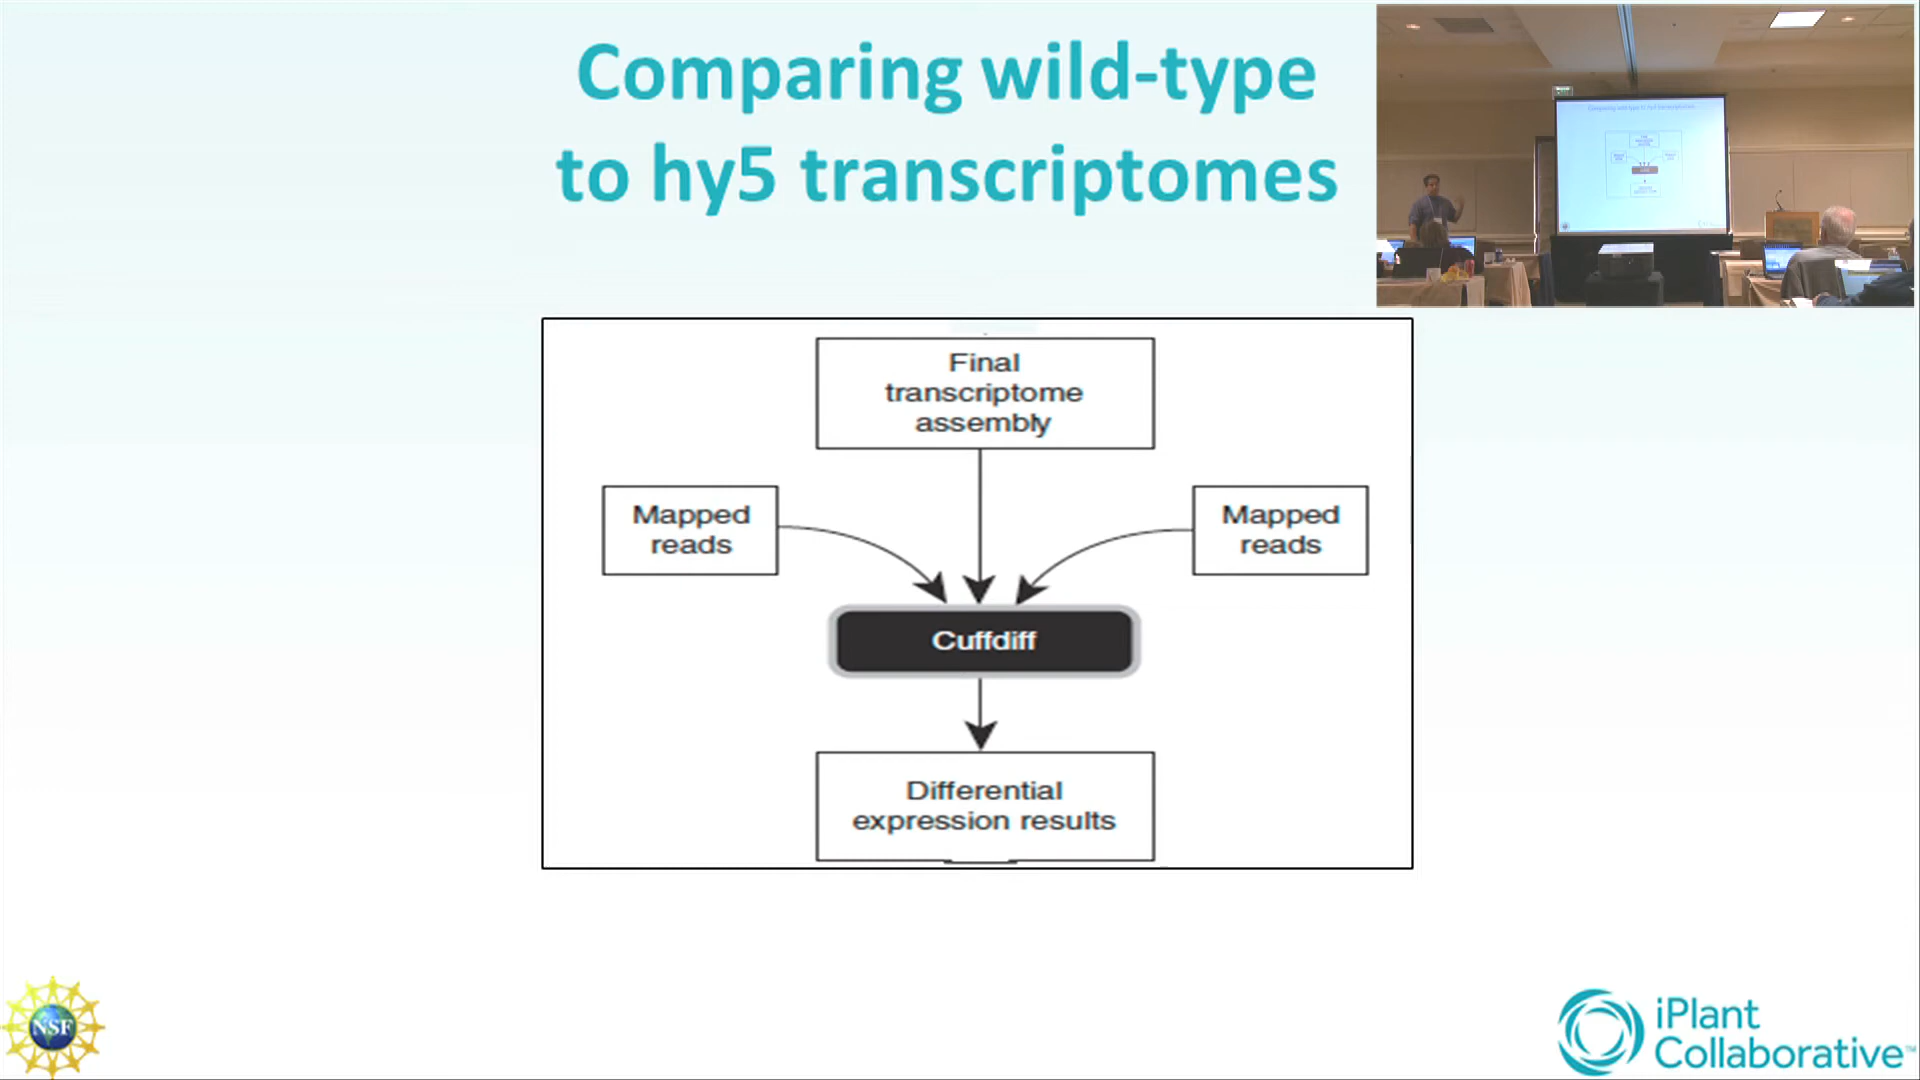 Comparing wild-type
to hy5 transcriptomes
Final
transcriptome
assembly
Mapped
reads
Mapped
reads
Cuffdiff
Differential
expression results
NSF
iPlant
Collaborative™